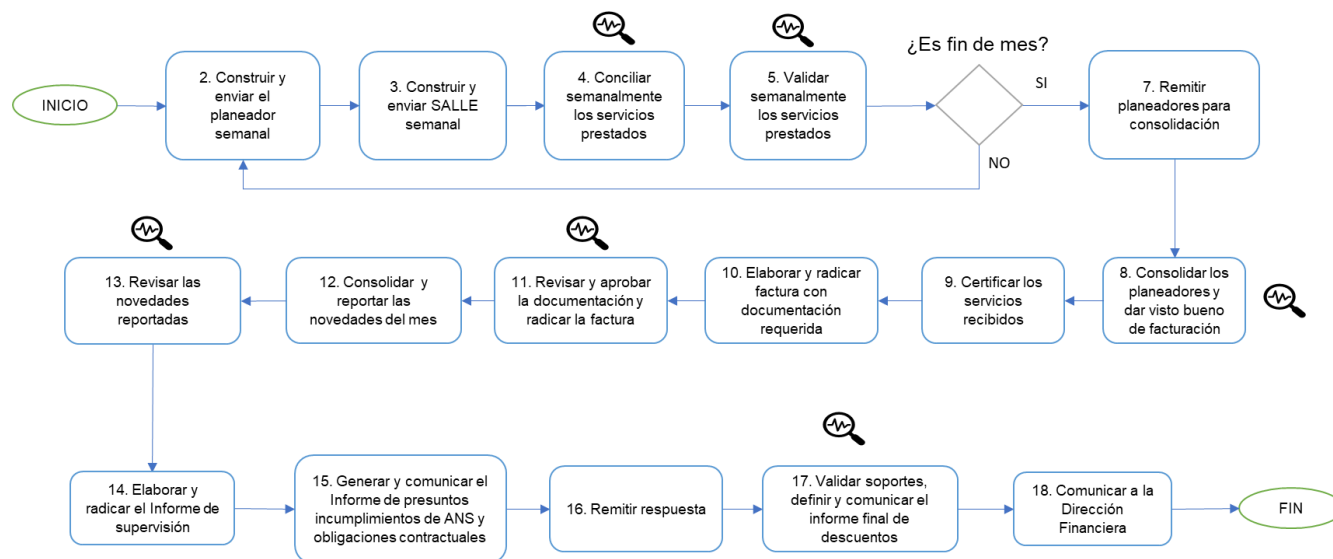 INICIO
2. Construir y
enviar el
planeador
semanal
3. Construir y
enviar SALLE
semanal
4. Conciliar
semanalmente
los servicios
prestados
5. Validar
semanalmente
los servicios
prestados
¿Es fin de mes?
SI
NO
7. Remitir
planeadores para
consolidación
8. Consolidar los
planeadores y
dar visto bueno
de facturación
9. Certificar los
servicios
recibidos
10. Elaborar y radicar
factura con
documentación
requerida
11. Revisar y aprobar
la documentación y
radicar la factura
12. Consolidar y
reportar las
novedades del mes
13. Revisar las
novedades
reportadas
14. Elaborar y
radicar el Informe de
supervisión
15. Generar y comunicar el
Informe de presuntos
incumplimientos de ANS y
obligaciones contractuales
16. Remitir respuesta
17. Validar soportes,
definir y comunicar el
informe final de
descuentos
18. Comunicar a la
Dirección
Financiera
FIN